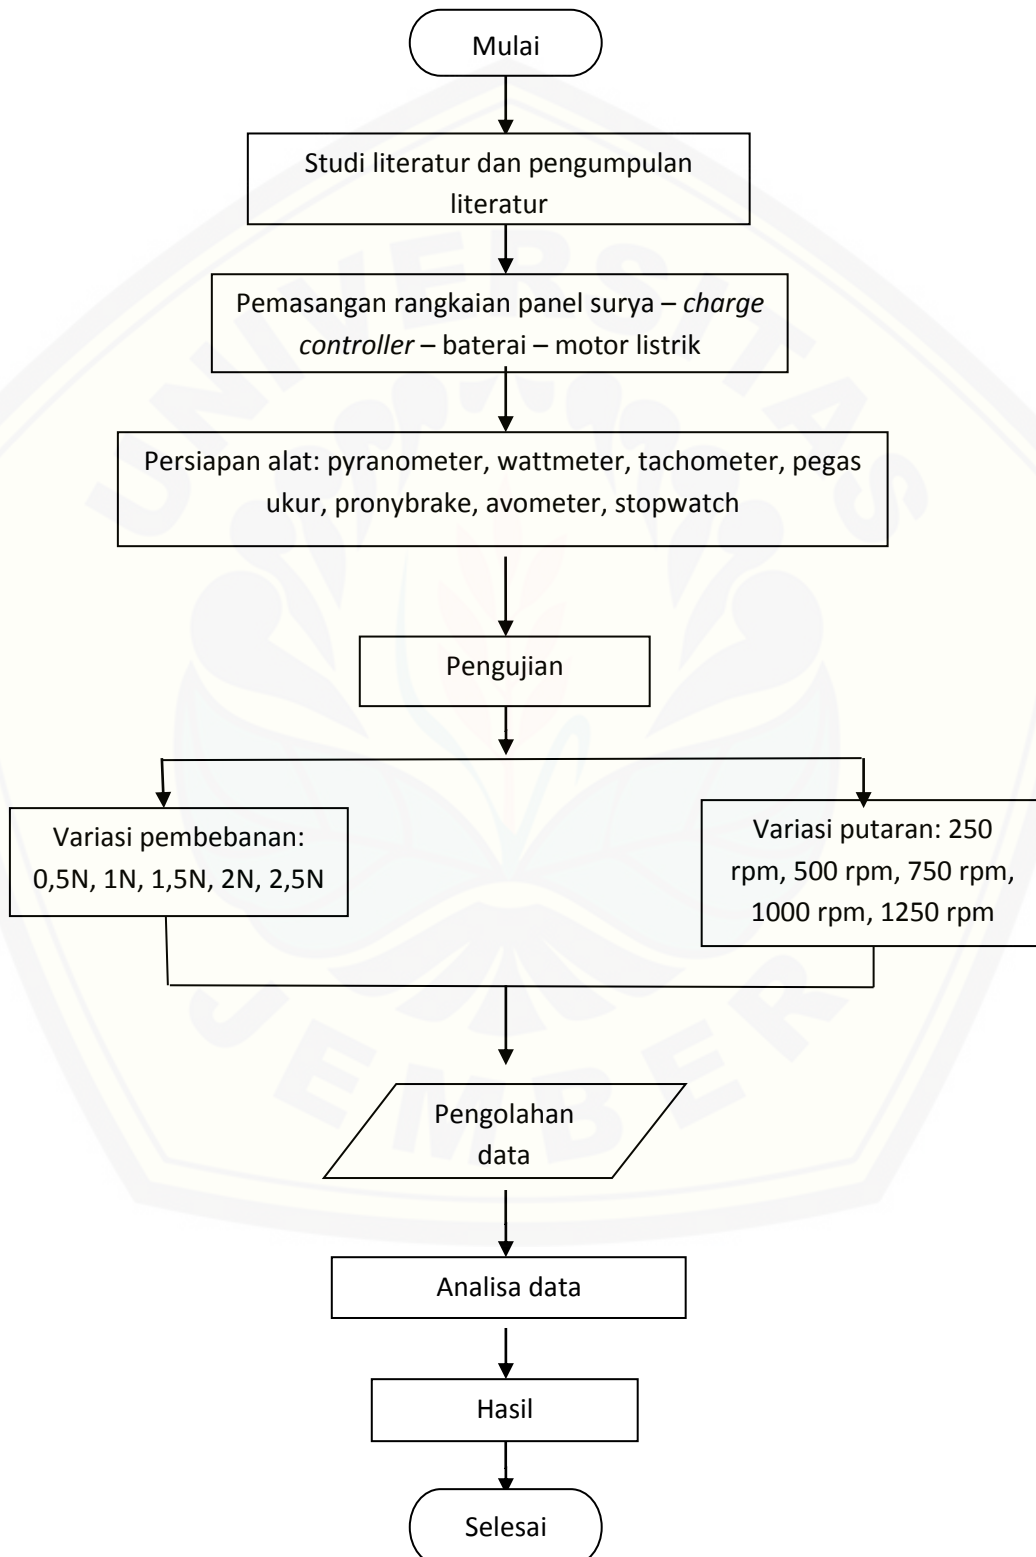 Mulai
Studi literatur dan pengumpulan
literatur
Pemasangan rangkaian panel surya – charge
controller – baterai – motor listrik
Persiapan alat: pyranometer, wattmeter, tachometer, pegas
ukur, pronybrake, avometer, stopwatch
Pengujian
Variasi pembebanan:
0,5N, 1N, 1,5N, 2N, 2,5N
Variasi putaran: 250
rpm, 500 rpm, 750 rpm,
1000 rpm, 1250 rpm
Pengolahan
data
Analisa data
Hasil
Selesai
UNIVERSITAS
JEMBER